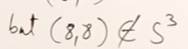 but (8,8) ∉ S³